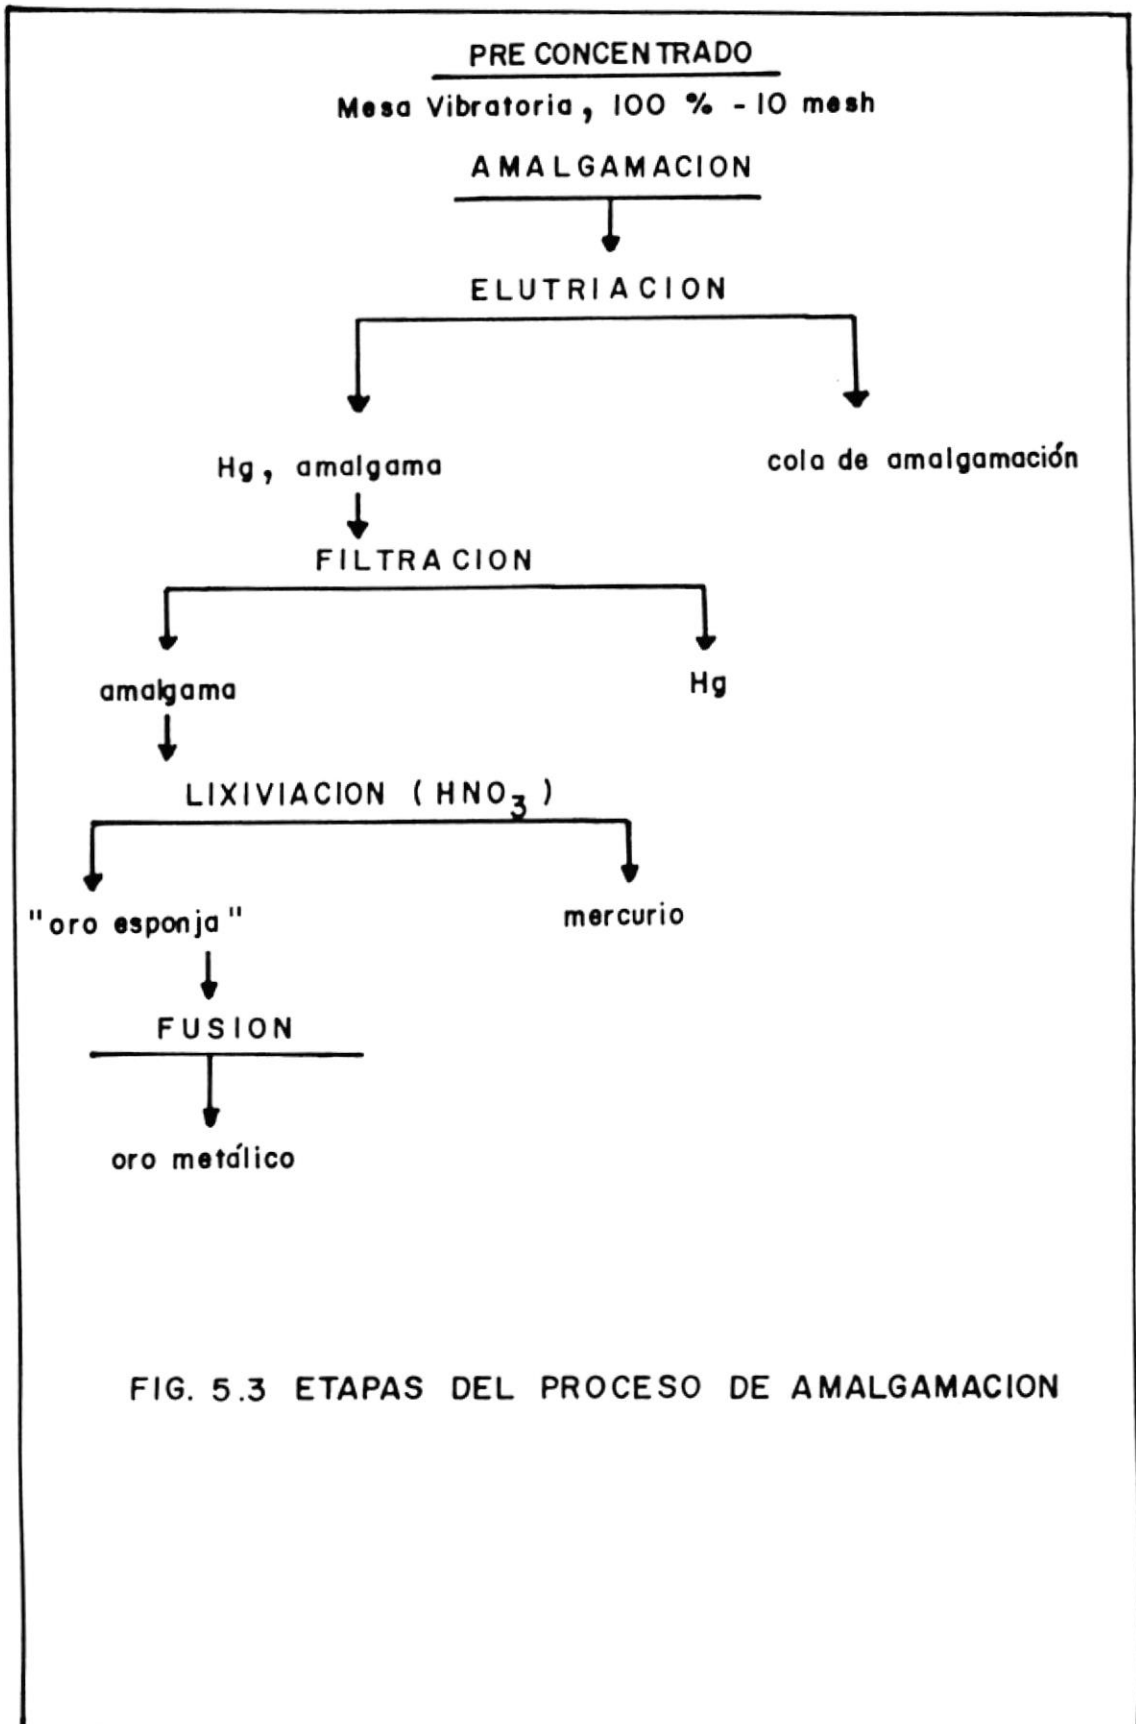 PRE CONCENTRADO
Mesa Vibratoria, 100 % - 10 mesh
AMALGAMACION
ELUTRIACION
Hg, amalgama
cola de amalgamación
FILTRACION
amalgama
Hg
LIXIVIACION (HNO₃)
"oro esponja"
mercurio
FUSION
oro metálico
FIG. 5.3 ETAPAS DEL PROCESO DE AMALGAMACION